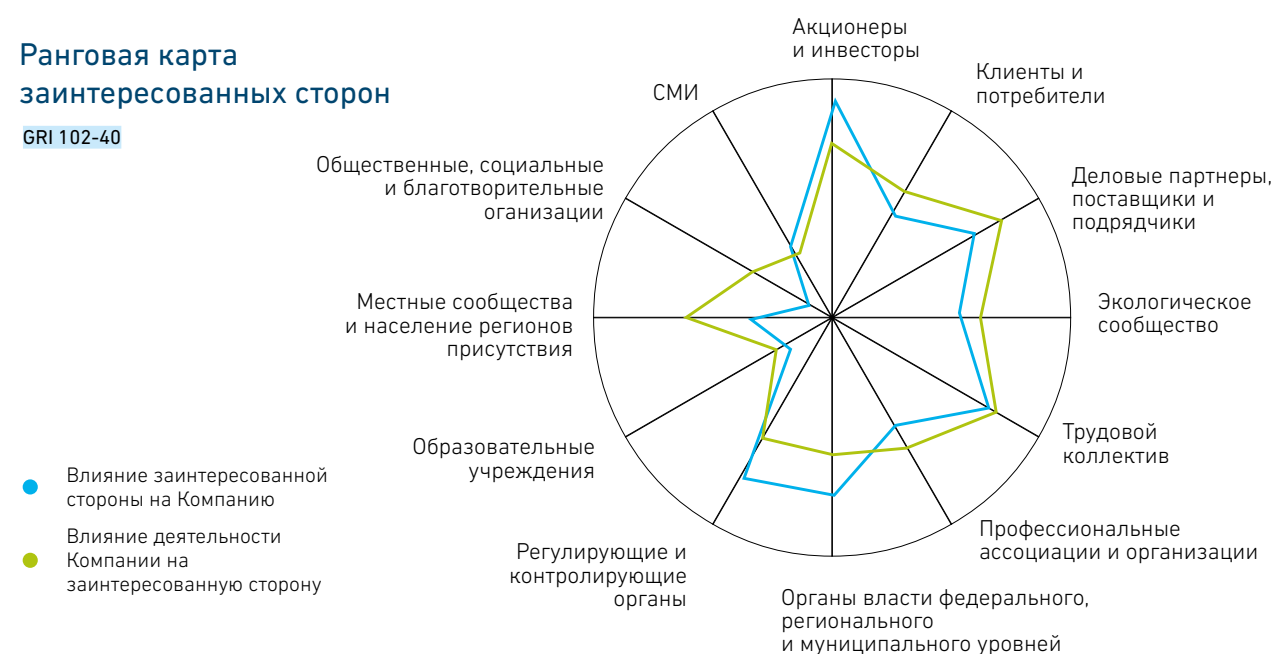 Ранговая карта
заинтересованных сторон
GRI 102-40
Акционеры
и инвесторы
Клиенты и
потребители
Деловые партнеры,
поставщики и
подрядчики
Экологическое
сообщество
Трудовой
коллектив
Профессиональные
ассоциации и организации
Органы власти федерального,
регионального
и муниципального уровней
Регулирующие и
контролирующие
органы
Образовательные
учреждения
Местные сообщества
и население регионов
присутствия
Общественные, социальные
и благотворительные
оганизации
СМИ
Влияние заинтересованной
стороны на Компанию
Влияние деятельности
Компании на
заинтересованную сторону